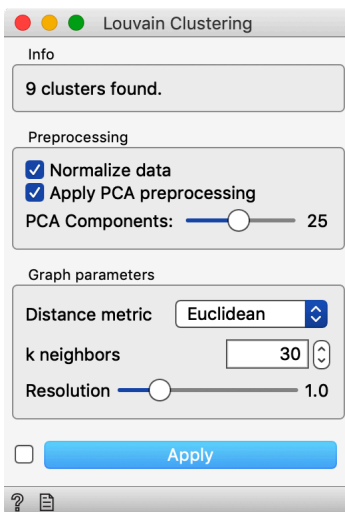 Louvain Clustering
Info
9 clusters found.
Preprocessing
Normalize data
Apply PCA preprocessing
PCA Components: 25
Graph parameters
Distance metric Euclidean
k neighbors 30
Resolution 1.0
Apply
?